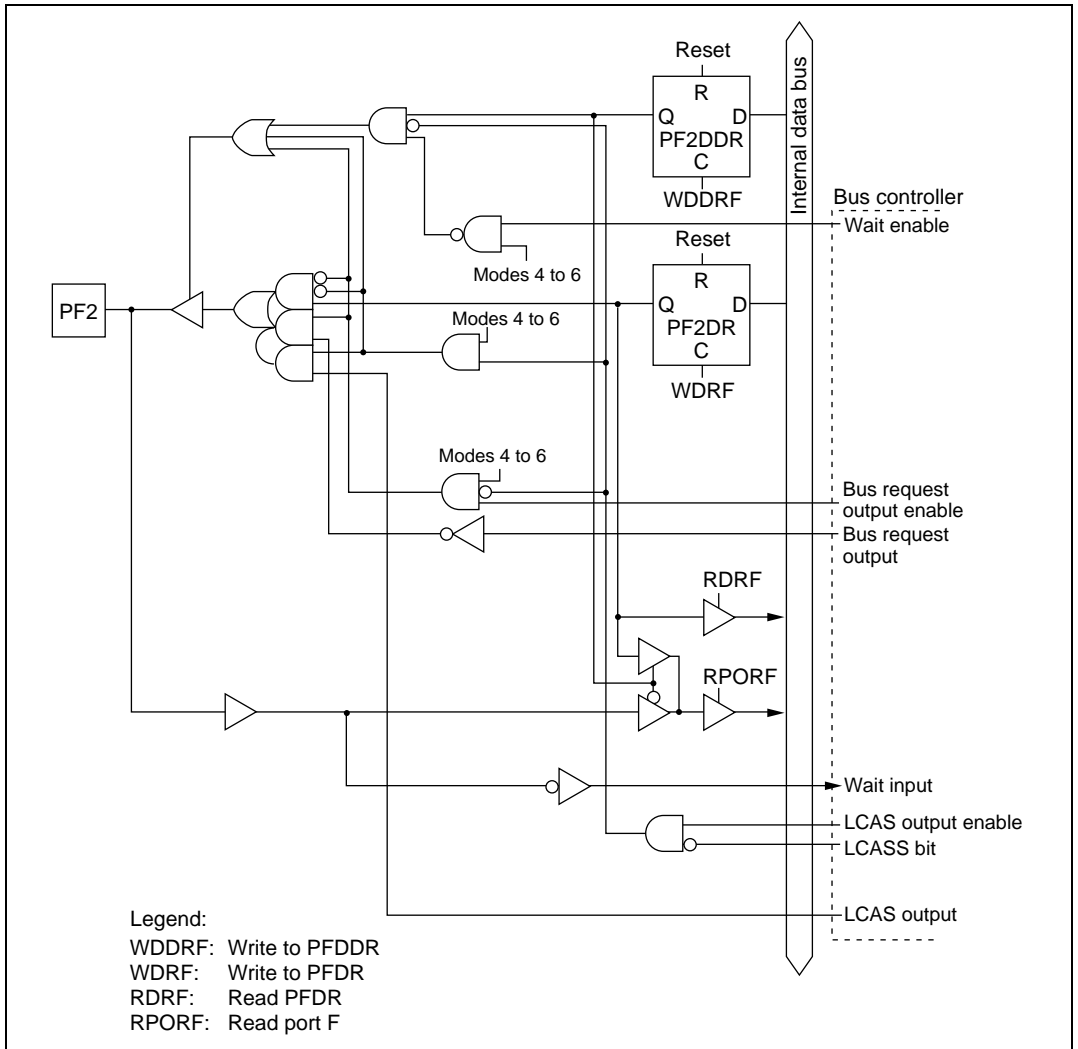 Reset
R
Q D
PF2DDR
C
WDDRF
Internal data bus
Bus controller
Wait enable
Modes 4 to 6
Reset
R
Q D
PF2DR
C
WDRF
PF2
Modes 4 to 6
Modes 4 to 6
Bus request
output enable
Bus request
output
RDRF
RPORF
Wait input
LCAS output enable
LCASS bit
LCAS output
Legend:
WDDRF: Write to PFDDR
WDRF: Write to PFDR
RDRF: Read PFDR
RPORF: Read port F